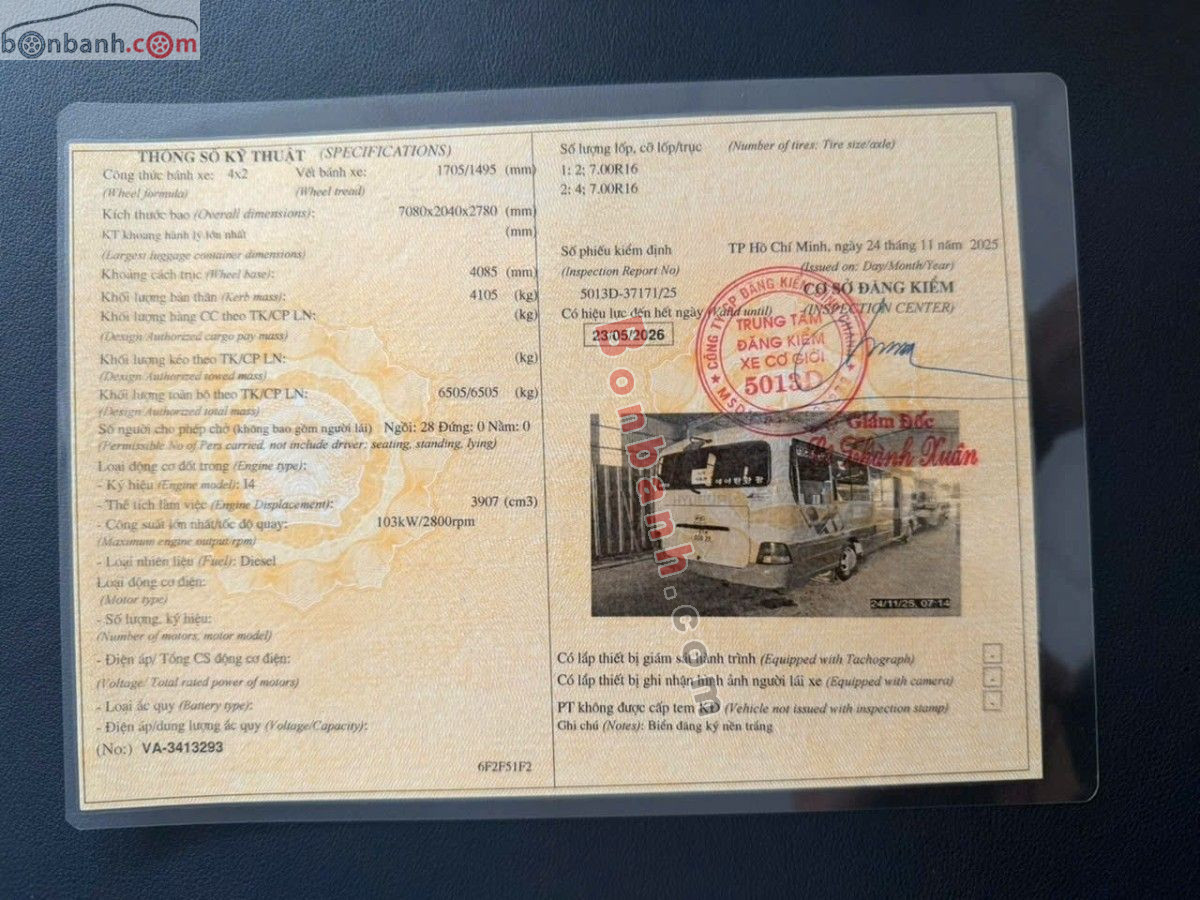 bonbanh.com
THÔNG SỐ KỸ THUẬT (SPECIFICATIONS)
Công thức bánh xe: 4x2 Vết bánh xe: 1705/1495 (mm)
(Wheel formula) (Wheel tread)
Kích thước bao (Overall dimensions): 7080x2040x2780 (mm)
KT khoang hành lý lớn nhất (mm)
(Largest luggage container dimensions)
Khoảng cách trục (Wheel base): 4085 (mm)
Khối lượng bản thân (Kerb mass): 4105 (kg)
Khối lượng hàng CC theo TK/CP LN: (kg)
(Design Authorized cargo pay mass)
Khối lượng kéo theo TK/CP LN: (kg)
(Design Authorized towed mass)
Khối lượng toàn bộ theo TK/CP LN: 6505/6505 (kg)
(Design Authorized total mass)
Số người cho phép chở (không bao gồm người lái) Ngồi: 28 Đứng: 0 Nằm: 0
(Permissible No of Pers carried, not include driver; seating, standing, lying)
Loại động cơ đốt trong (Engine type):
- Ký hiệu (Engine model): I4
- Thể tích làm việc (Engine Displacement): 3907 (cm3)
- Công suất lớn nhất/tốc độ quay: 103kW/2800rpm
(Maximum engine output/rpm)
- Loại nhiên liệu (Fuel): Diesel
Loại động cơ điện:
(Motor type)
- Số lượng, ký hiệu:
(Number of motors, motor model)
- Điện áp/ Tổng CS động cơ điện:
(Voltage/ Total rated power of motors)
- Loại ắc quy (Battery type):
- Điện áp/dung lượng ắc quy (Voltage/Capacity):
(No:) VA-3413293
6F2F51F2
Số lượng lốp, cỡ lốp/trục (Number of tires: Tire size/axle)
1: 2; 7.00R16
2: 4; 7.00R16
Số phiếu kiểm định TP Hồ Chí Minh, ngày 24 tháng 11 năm 2025
(Inspection Report No) (Issued on: Day/Month/Year)
5013D-37171/25 CƠ SỞ ĐĂNG KIỂM
Có hiệu lực đến hết ngày (Valid until) (INSPECTION CENTER)
23/05/2026
TRUNG TÂM
ĐĂNG KIỂM
XE CƠ GIỚI
5013D
Giám Đốc
Thành Xuân
24/11/25, 07:14
Có lắp thiết bị giám sát hành trình (Equipped with Tachograph)
Có lắp thiết bị ghi nhận hình ảnh người lái xe (Equipped with camera)
PT không được cấp tem KĐ (Vehicle not issued with inspection stamp)
Ghi chú (Notes): Biển đăng ký nền trắng
Bonbanh.com